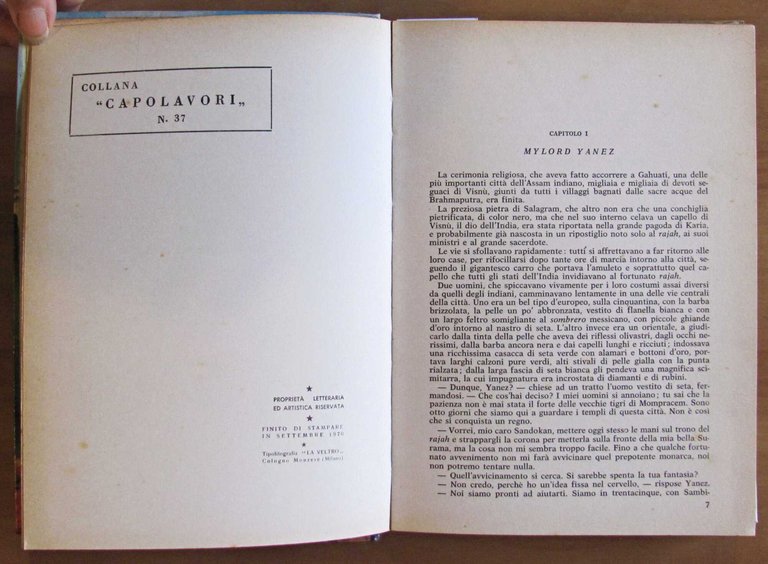 COLLANA
“CAPOLAVORI„
N. 37
PROPRIETÀ LETTERARIA
ED ARTISTICA RISERVATA
FINITO DI STAMPARE
IN SETTEMBRE 1970
Tipolitografia "LA VELTRO"
Cologno Monzese (Milano)
CAPITOLO I
MYLORD YANEZ
La cerimonia religiosa, che aveva fatto accorrere a Gahuati, una delle
più importanti città dell'Assam indiano, migliaia e migliaia di devoti se-
guaci di Visnù, giunti da tutti i villaggi bagnati dalle sacre acque del
Brahmaputra, era finita.
La preziosa pietra di Salagram, che altro non era che una conchiglia
pietrificata, di color nero, ma che nel suo interno celava un capello di
Visnù, il dio dell'India, era stata riportata nella grande pagoda di Karia,
e probabilmente già nascosta in un ripostiglio noto solo al rajah, ai suoi
ministri e al grande sacerdote.
Le vie si sfollavano rapidamente: tutti si affrettavano a far ritorno alle
loro case, per rifocillarsi dopo tante ore di marcia intorno alla città, se-
guendo il gigantesco carro che portava l'amuleto e soprattutto quel ca-
pello che tutti gli stati dell'India invidiavano al fortunato rajah.
Due uomini, che spiccavano vivamente per i loro costumi assai diversi
da quelli degli indiani, camminavano lentamente in una delle vie centrali
della città. Uno era un bel tipo d'europeo, sulla cinquantina, con la barba
brizzolata, la pelle un po' abbronzata, vestito di flanella bianca e con
un largo feltro somigliante al sombrero messicano, con piccole ghiande
d'oro intorno al nastro di seta. L'altro invece era un orientale, a giudi-
carlo dalla tinta della pelle che aveva dei riflessi olivastri, dagli occhi ne-
rissimi, dalla barba ancora nera e dai capelli lunghi e ricciuti; indossava
una ricchissima casacca di seta verde con alamari e bottoni d'oro, por-
tava larghi calzoni pure verdi, alti stivali di pelle gialla con la punta
rialzata; dalla larga fascia di seta bianca gli pendeva una magnifica sci-
mitarra, la cui impugnatura era incrostata di diamanti e di rubini.
— Dunque, Yanez? — chiese ad un tratto l'uomo vestito di seta, fer-
mandosi. — Che cos'hai deciso? I miei uomini si annoiano; tu sai che la
pazienza non è mai stata il forte delle vecchie tigri di Mompracem. Sono
otto giorni che siamo qui a guardare i templi di questa città. Non è così
che si conquista un regno.
— Vorrei, mio caro Sandokan, mettere oggi stesso le mani sul trono del
rajah e strappargli la corona per metterla sulla fronte della mia bella Su-
rama, ma la cosa non mi sembra troppo facile. Fino a che qualche fortu-
nato avvenimento non mi farà avvicinare quel prepotente monarca, noi
non potremo tentare nulla.
— Quell'avvicinamento si cerca. Si sarebbe spenta la tua fantasia?
— Non credo, perchè ho un'idea fissa nel cervello, — rispose Yanez.
— Noi siamo pronti ad aiutarti. Siamo in trentacinque, con Sambi-
7